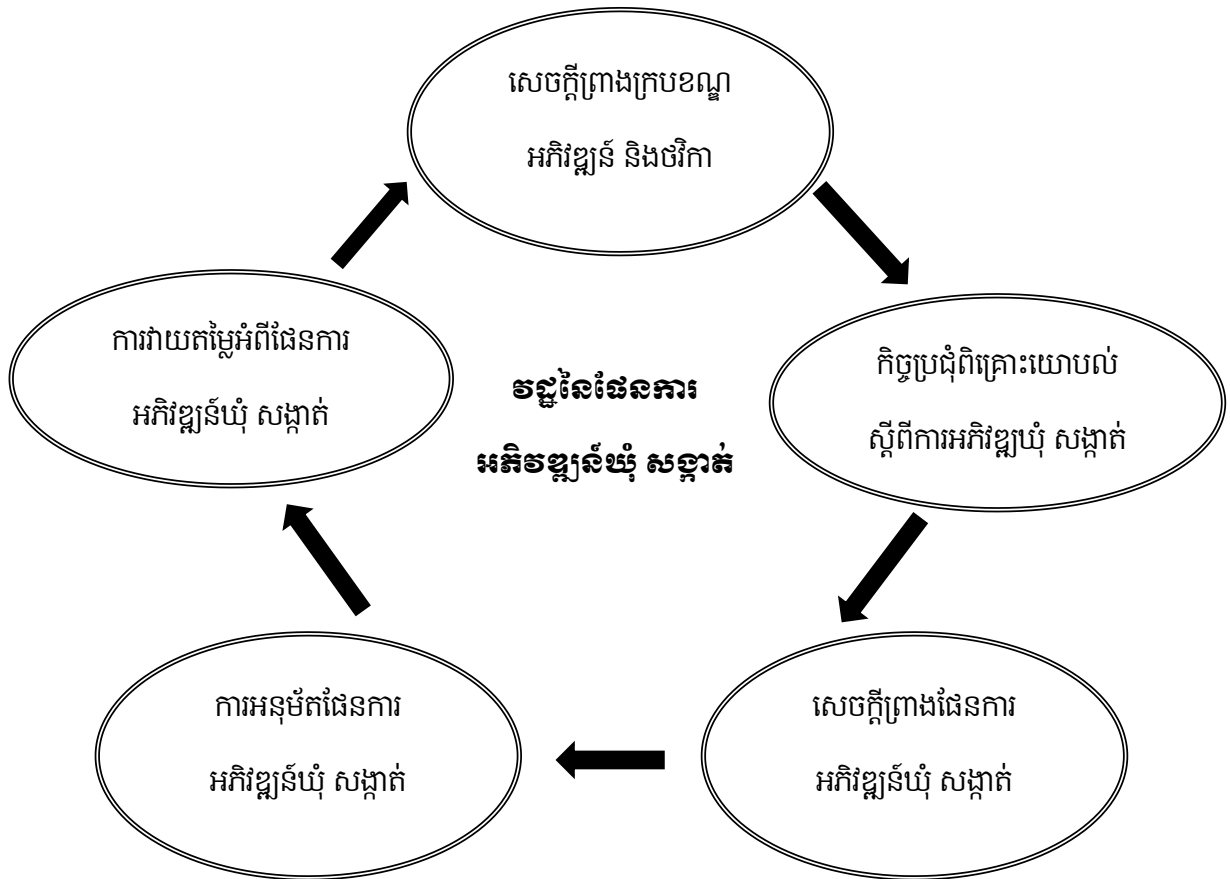 សេចក្តីព្រាងក្របខណ្ឌ
អភិវឌ្ឍន៍ និងថវិកា
ការវាយតម្លៃអំពីផែនការ
អភិវឌ្ឍន៍ឃុំ សង្កាត់
វដ្ដនៃផែនការ
អភិវឌ្ឍន៍ឃុំ សង្កាត់
កិច្ចប្រជុំពិគ្រោះយោបល់
ស្តីពីការអភិវឌ្ឍឃុំ សង្កាត់
ការអនុម័តផែនការ
អភិវឌ្ឍន៍ឃុំ សង្កាត់
សេចក្តីព្រាងផែនការ
អភិវឌ្ឍន៍ឃុំ សង្កាត់